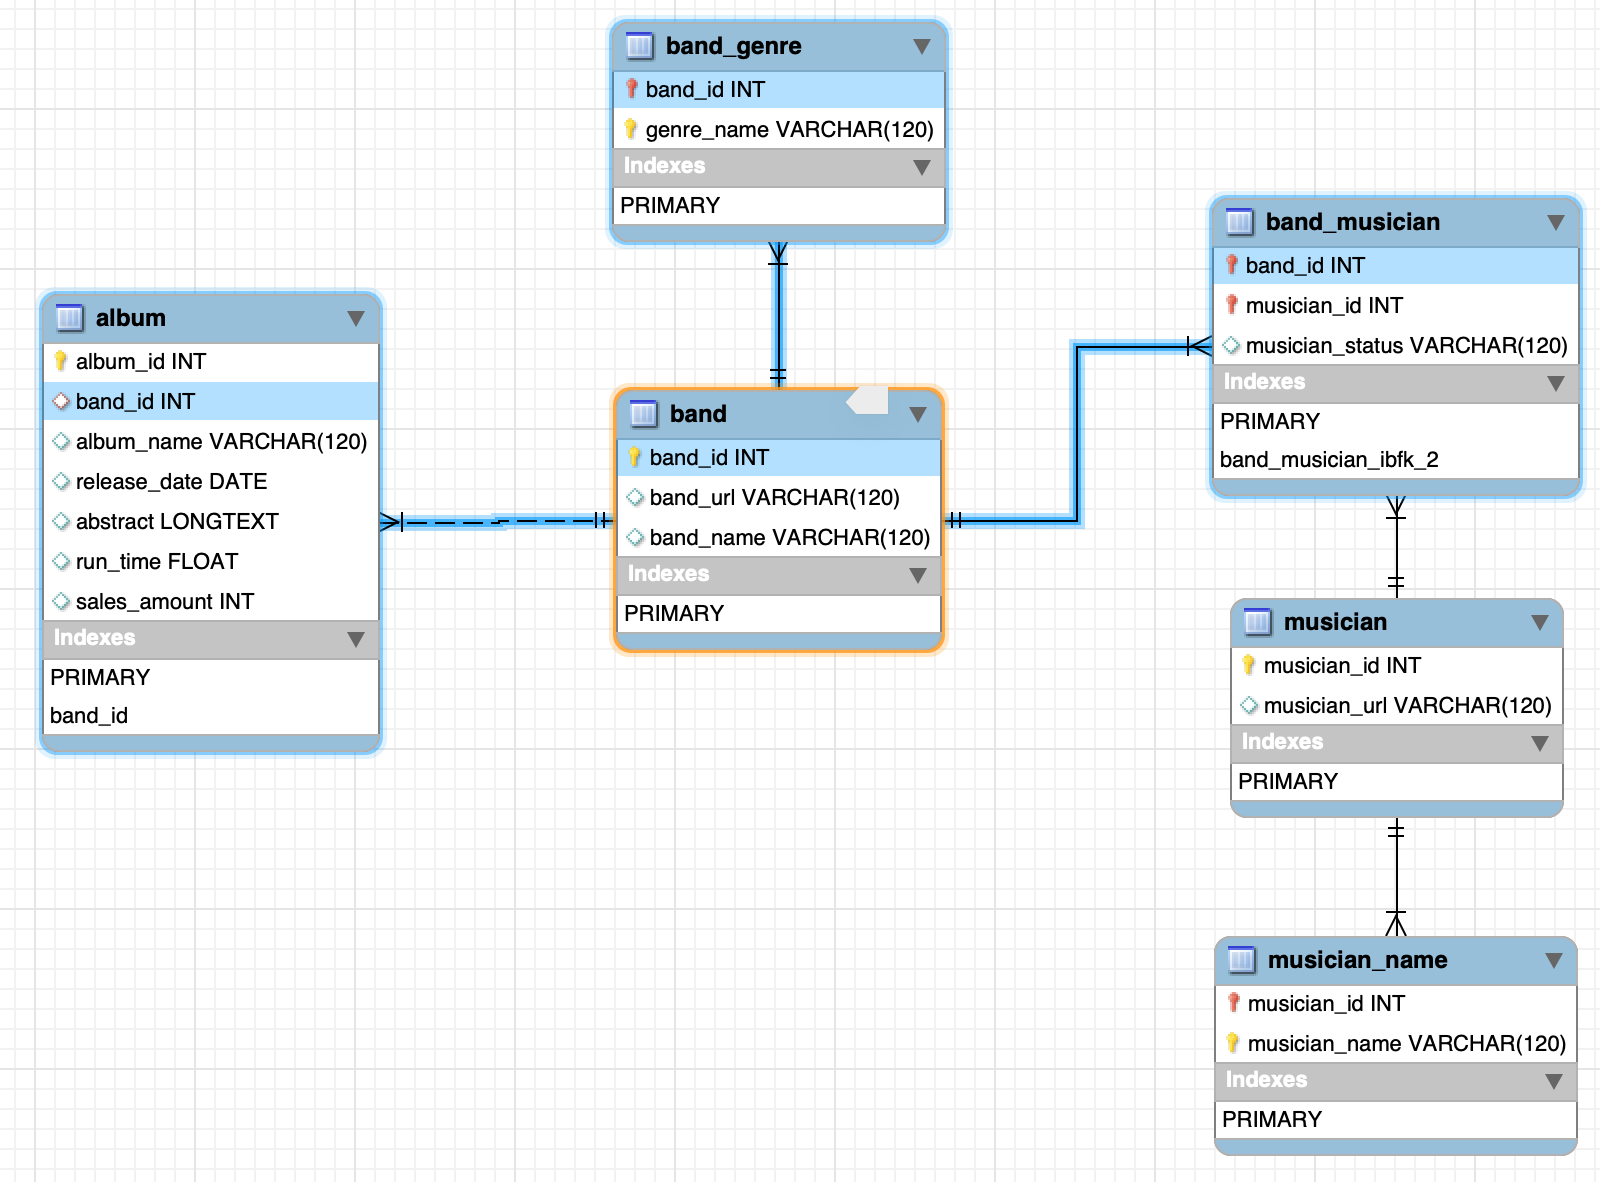 band_genre
band_id INT
genre_name VARCHAR(120)
Indexes
PRIMARY
album
album_id INT
band_id INT
album_name VARCHAR(120)
release_date DATE
abstract LONGTEXT
run_time FLOAT
sales_amount INT
Indexes
PRIMARY
band_id
band
band_id INT
band_url VARCHAR(120)
band_name VARCHAR(120)
Indexes
PRIMARY
band_musician
band_id INT
musician_id INT
musician_status VARCHAR(120)
Indexes
PRIMARY
band_musician_ibfk_2
musician
musician_id INT
musician_url VARCHAR(120)
Indexes
PRIMARY
musician_name
musician_id INT
musician_name VARCHAR(120)
Indexes
PRIMARY